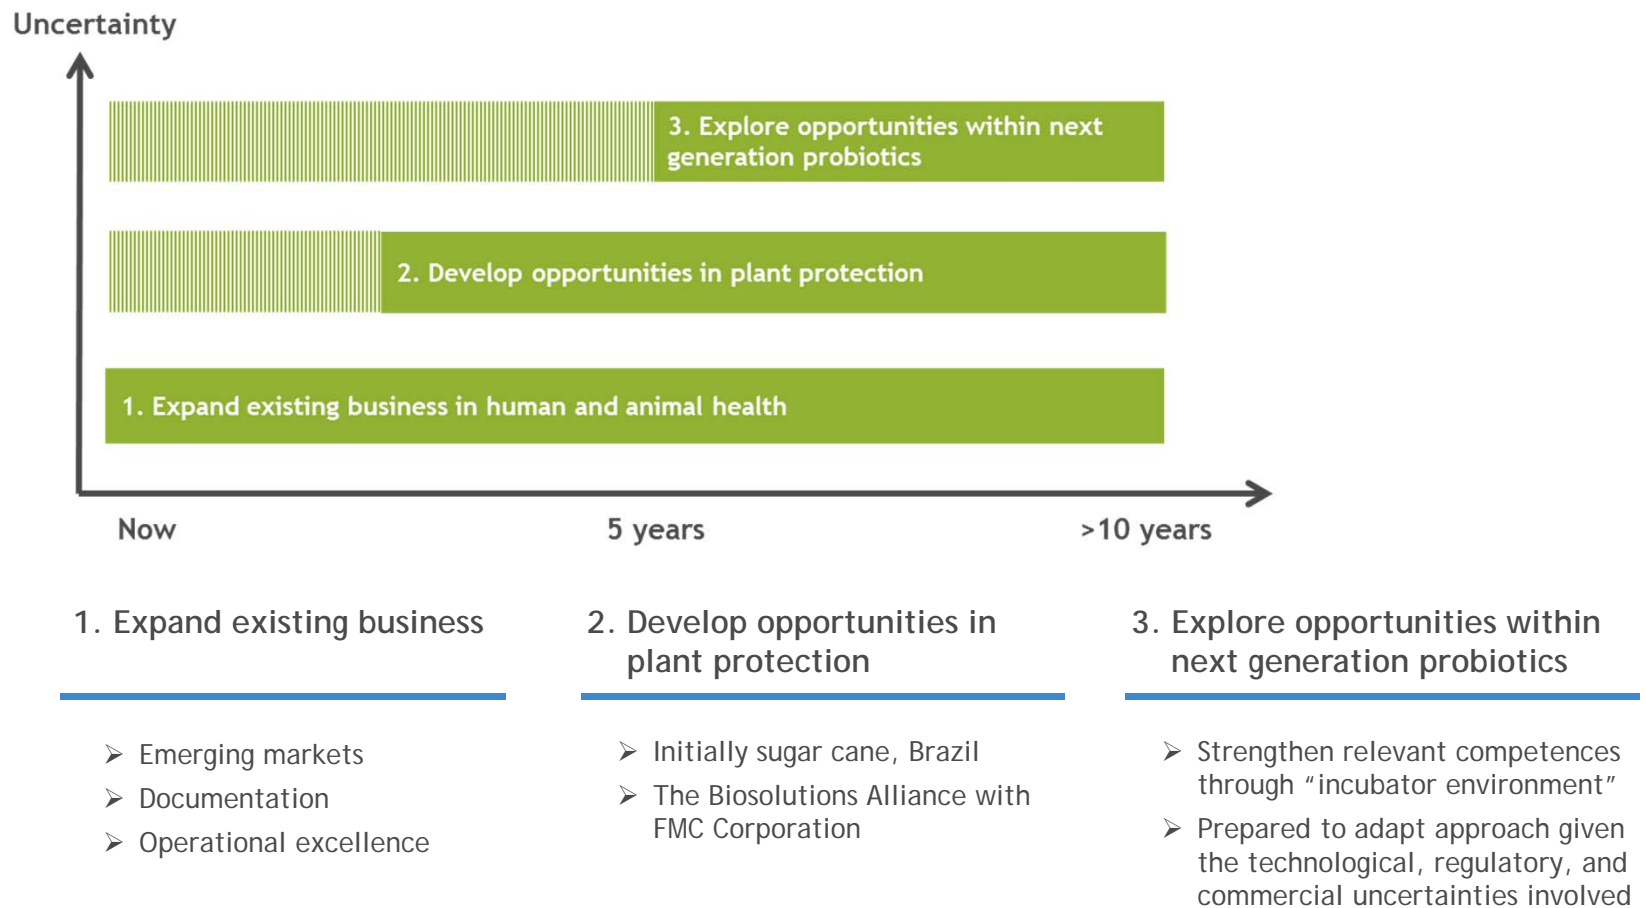 Uncertainty
3. Explore opportunities within next
generation probiotics
2. Develop opportunities in plant protection
1. Expand existing business in human and animal health
Now
5 years
>10 years
1. Expand existing business
➢ Emerging markets
➢ Documentation
➢ Operational excellence
2. Develop opportunities in
plant protection
➢ Initially sugar cane, Brazil
➢ The Biosolutions Alliance with
FMC Corporation
3. Explore opportunities within
next generation probiotics
➢ Strengthen relevant competences
through “incubator environment”
➢ Prepared to adapt approach given
the technological, regulatory, and
commercial uncertainties involved